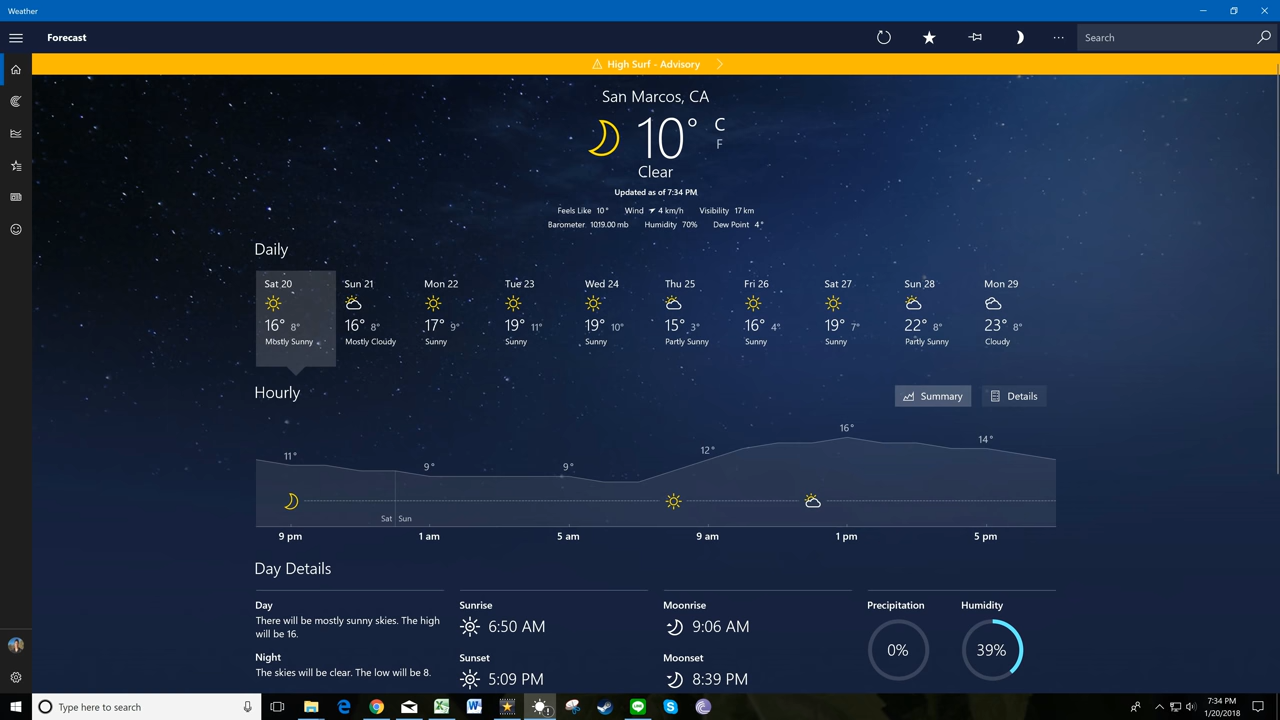 Weather
Forecast
Search
High Surf - Advisory
San Marcos, CA
10° C
F
Clear
Updated as of 7:34 PM
Feels Like 10° Wind 4 km/h Visibility 17 km
Barometer 1019.00 mb Humidity 70% Dew Point 4°
Daily
Sat 20 Sun 21 Mon 22 Tue 23 Wed 24 Thu 25 Fri 26 Sat 27 Sun 28 Mon 29
16° 8° 16° 8° 17° 9° 19° 11° 19° 10° 15° 3° 16° 4° 19° 7° 22° 8° 23° 8°
Mostly Sunny Mostly Cloudy Sunny Sunny Sunny Partly Sunny Sunny Sunny Partly Sunny Cloudy
Hourly
Summary Details
11° 9° 9° 12° 16° 14°
Sat Sun
9 pm 1 am 5 am 9 am 1 pm 5 pm
Day Details
Day
There will be mostly sunny skies. The high
will be 16.
Night
The skies will be clear. The low will be 8.
Sunrise
6:50 AM
Sunset
5:09 PM
Moonrise
9:06 AM
Moonset
8:39 PM
Precipitation
0%
Humidity
39%
Type here to search
7:34 PM
1/20/2018